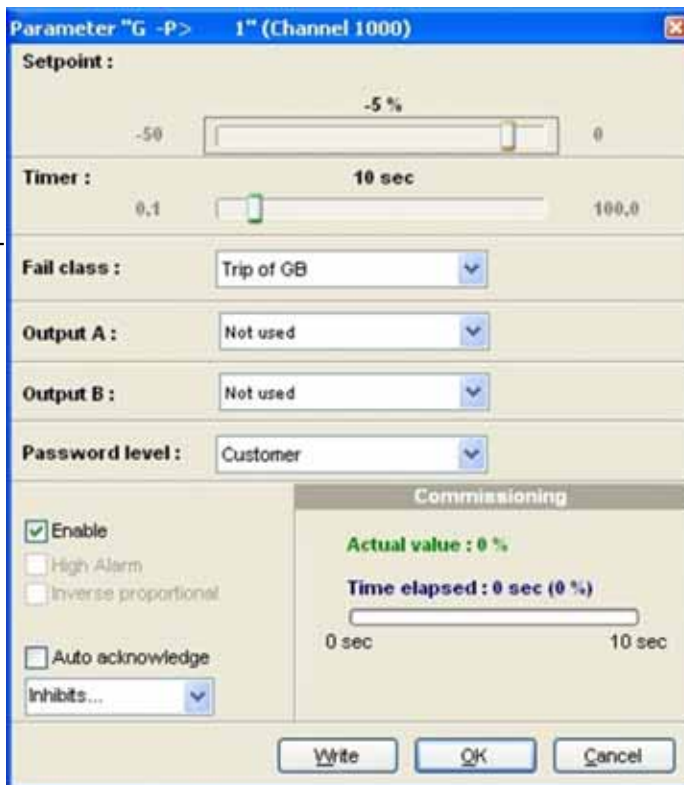 Parameter "G -P> 1" (Channel 1000)
Setpoint :
-5 %
-50 0
Timer : 10 sec
0,1 100,0
Fail class : Trip of GB
Output A : Not used
Output B : Not used
Password level : Customer
Commissioning
Enable
High Alarm
Inverse proportional
Actual value : 0 %
Time elapsed : 0 sec (0 %)
0 sec 10 sec
Auto acknowledge
Inhibits...
Write OK Cancel